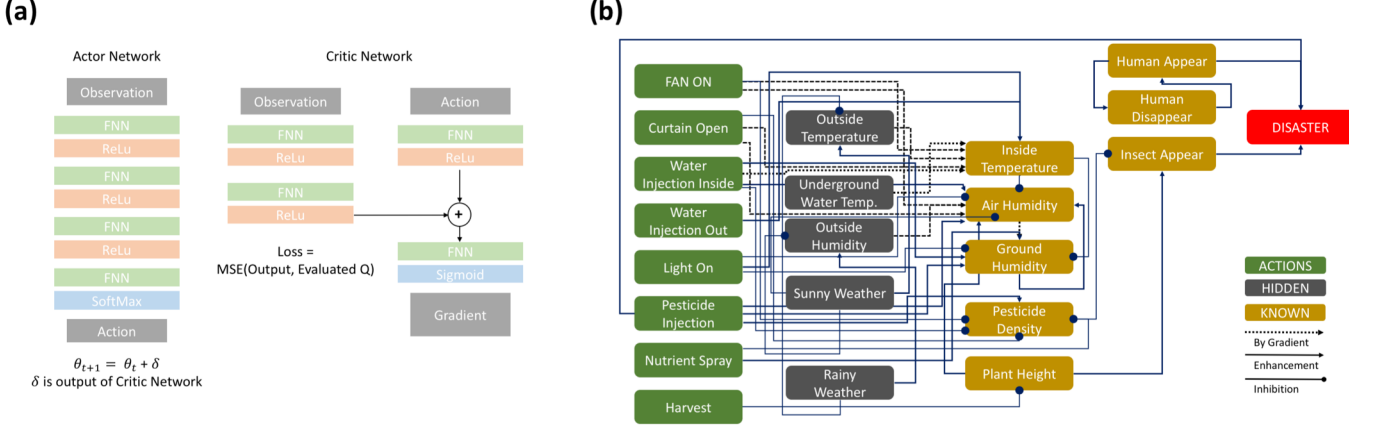 (a)
Actor Network
Observation
FNN
ReLu
FNN
ReLu
FNN
ReLu
FNN
SoftMax
Action
θt+1 = θt + δ
δ is output of Critic Network
Critic Network
Observation
FNN
ReLu
FNN
ReLu
Loss =
MSE(Output, Evaluated Q)
Action
FNN
ReLu
+
FNN
Sigmoid
Gradient
(b)
FAN ON
Curtain Open
Water
Injection Inside
Water
Injection Out
Light On
Pesticide
Injection
Nutrient Spray
Harvest
Outside
Temperature
Underground
Water Temp.
Outside
Humidity
Sunny Weather
Rainy
Weather
Inside
Temperature
Air Humidity
Ground
Humidity
Pesticide
Density
Plant Height
Human Appear
Human
Disappear
Insect Appear
DISASTER
ACTIONS
HIDDEN
KNOWN
By Gradient
Enhancement
Inhibition